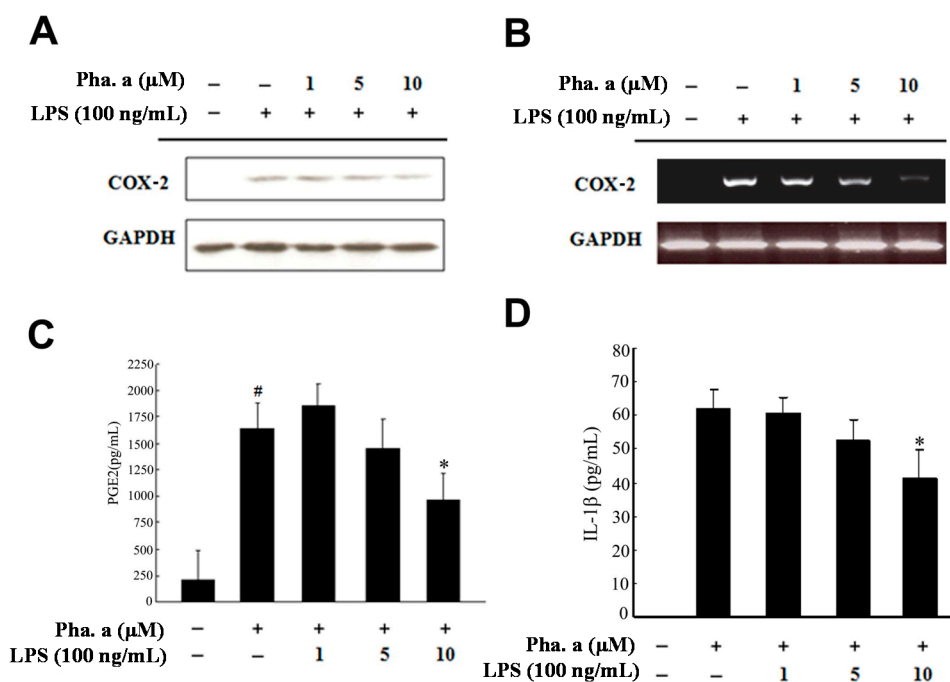 A
Pha. a (μM) – – 1 5 10
LPS (100 ng/mL) – + + + +
COX-2
GAPDH
B
Pha. a (μM) – – 1 5 10
LPS (100 ng/mL) – + + + +
COX-2
GAPDH
C
PGE2(pg/mL)
2250
2000
1750
1500
1250
1000
750
500
250
0
#
*
Pha. a (μM) – + + + +
LPS (100 ng/mL) – – 1 5 10
D
IL-1β (pg/mL)
80
70
60
50
40
30
20
10
0
*
Pha. a (μM) – + + + +
LPS (100 ng/mL) – – 1 5 10